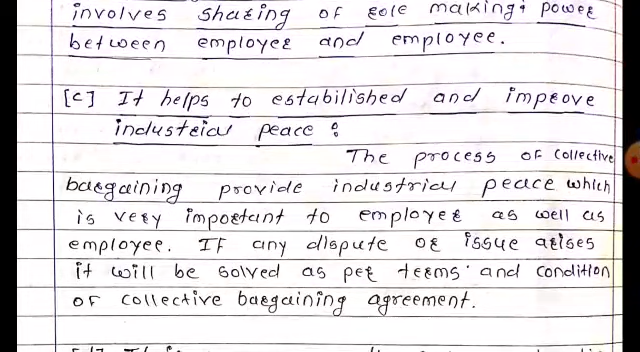 involves sharing of role making & power
between employer and employee.
[C] It helps to estabilished and improve
industrial peace :
The process of collective
bargaining provide industrial peace which
is very important to employer as well as
employee. If any dispute or issue arises
it will be solved as per terms and condition
of collective bargaining agreement.